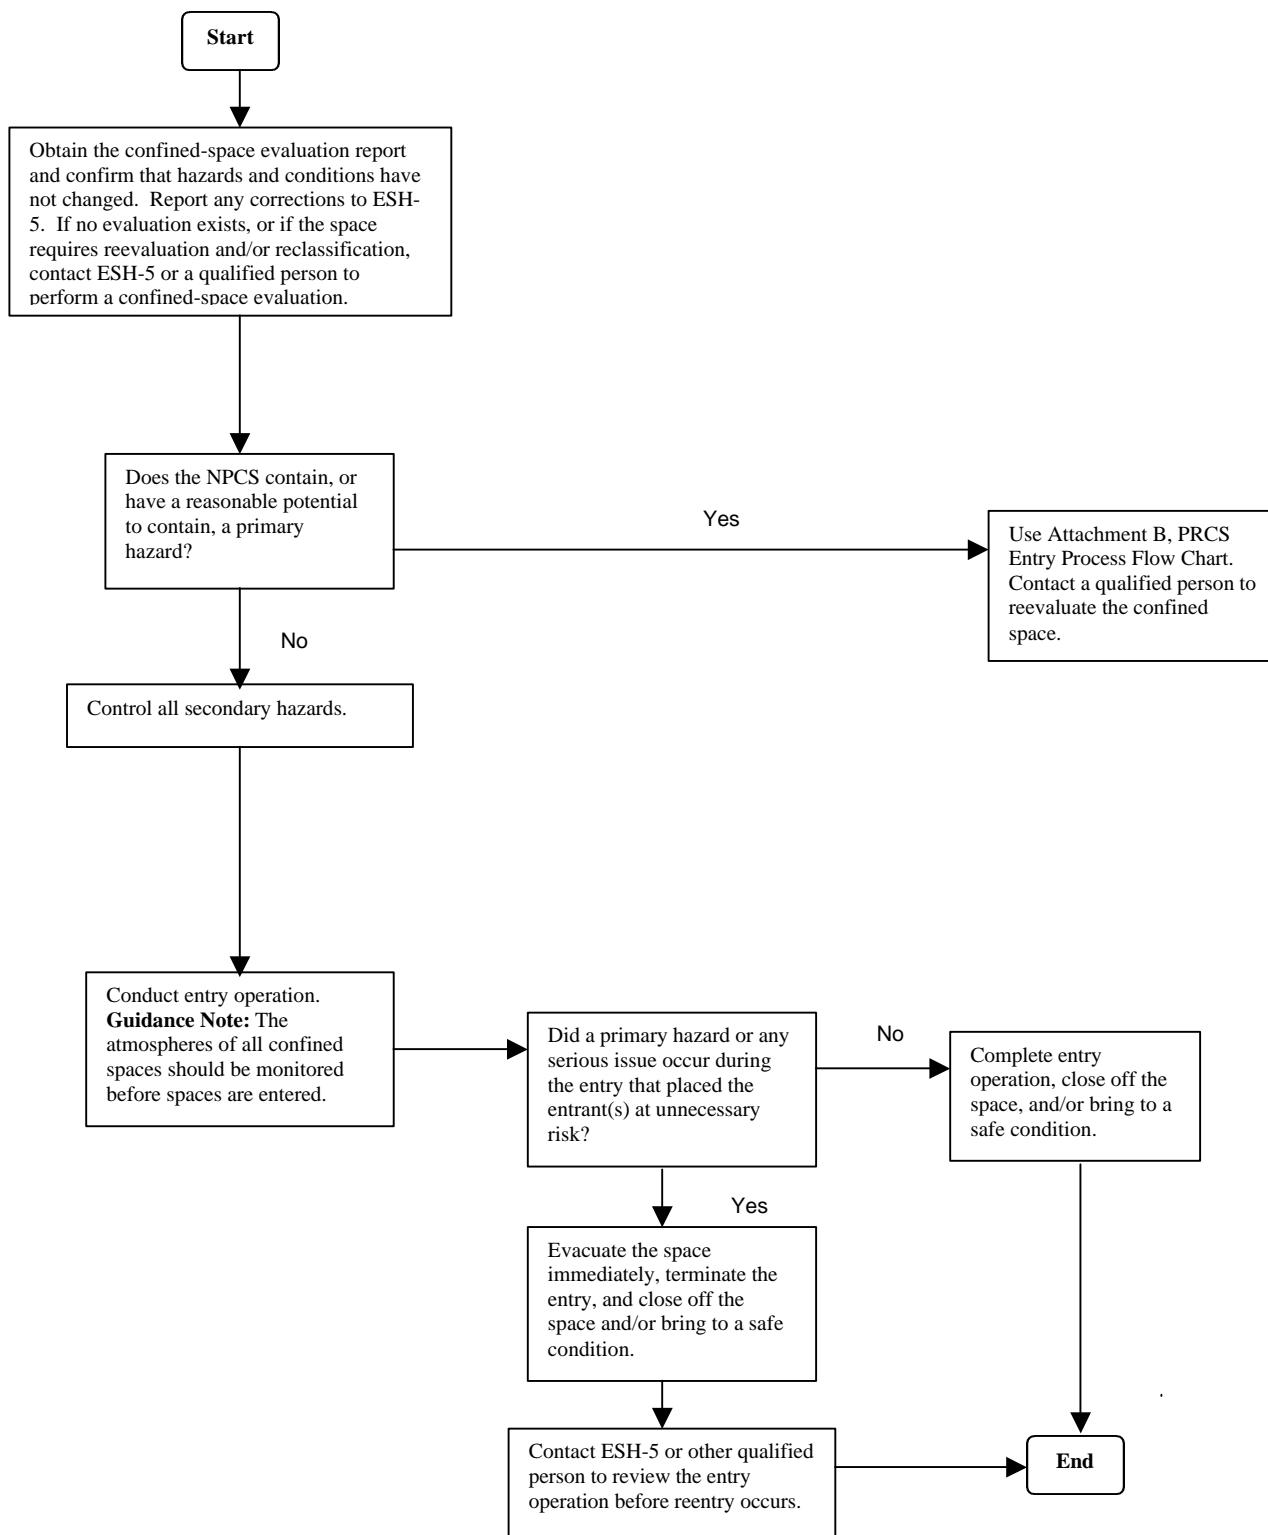 Start
Obtain the confined-space evaluation report
and confirm that hazards and conditions have
not changed.  Report any corrections to ESH-
5.  If no evaluation exists, or if the space
requires reevaluation and/or reclassification,
contact ESH-5 or a qualified person to
perform a confined-space evaluation.
Does the NPCS contain, or
have a reasonable potential
to contain, a primary
hazard?
Yes
Use Attachment B, PRCS
Entry Process Flow Chart.
Contact a qualified person to
reevaluate the confined
space.
No
Control all secondary hazards.
Conduct entry operation.
Guidance Note: The
atmospheres of all confined
spaces should be monitored
before spaces are entered.
Did a primary hazard or any
serious issue occur during
the entry that placed the
entrant(s) at unnecessary
risk?
No
Complete entry
operation, close off the
space, and/or bring to a
safe condition.
Yes
Evacuate the space
immediately, terminate the
entry, and close off the
space and/or bring to a safe
condition.
Contact ESH-5 or other qualified
person to review the entry
operation before reentry occurs.
End